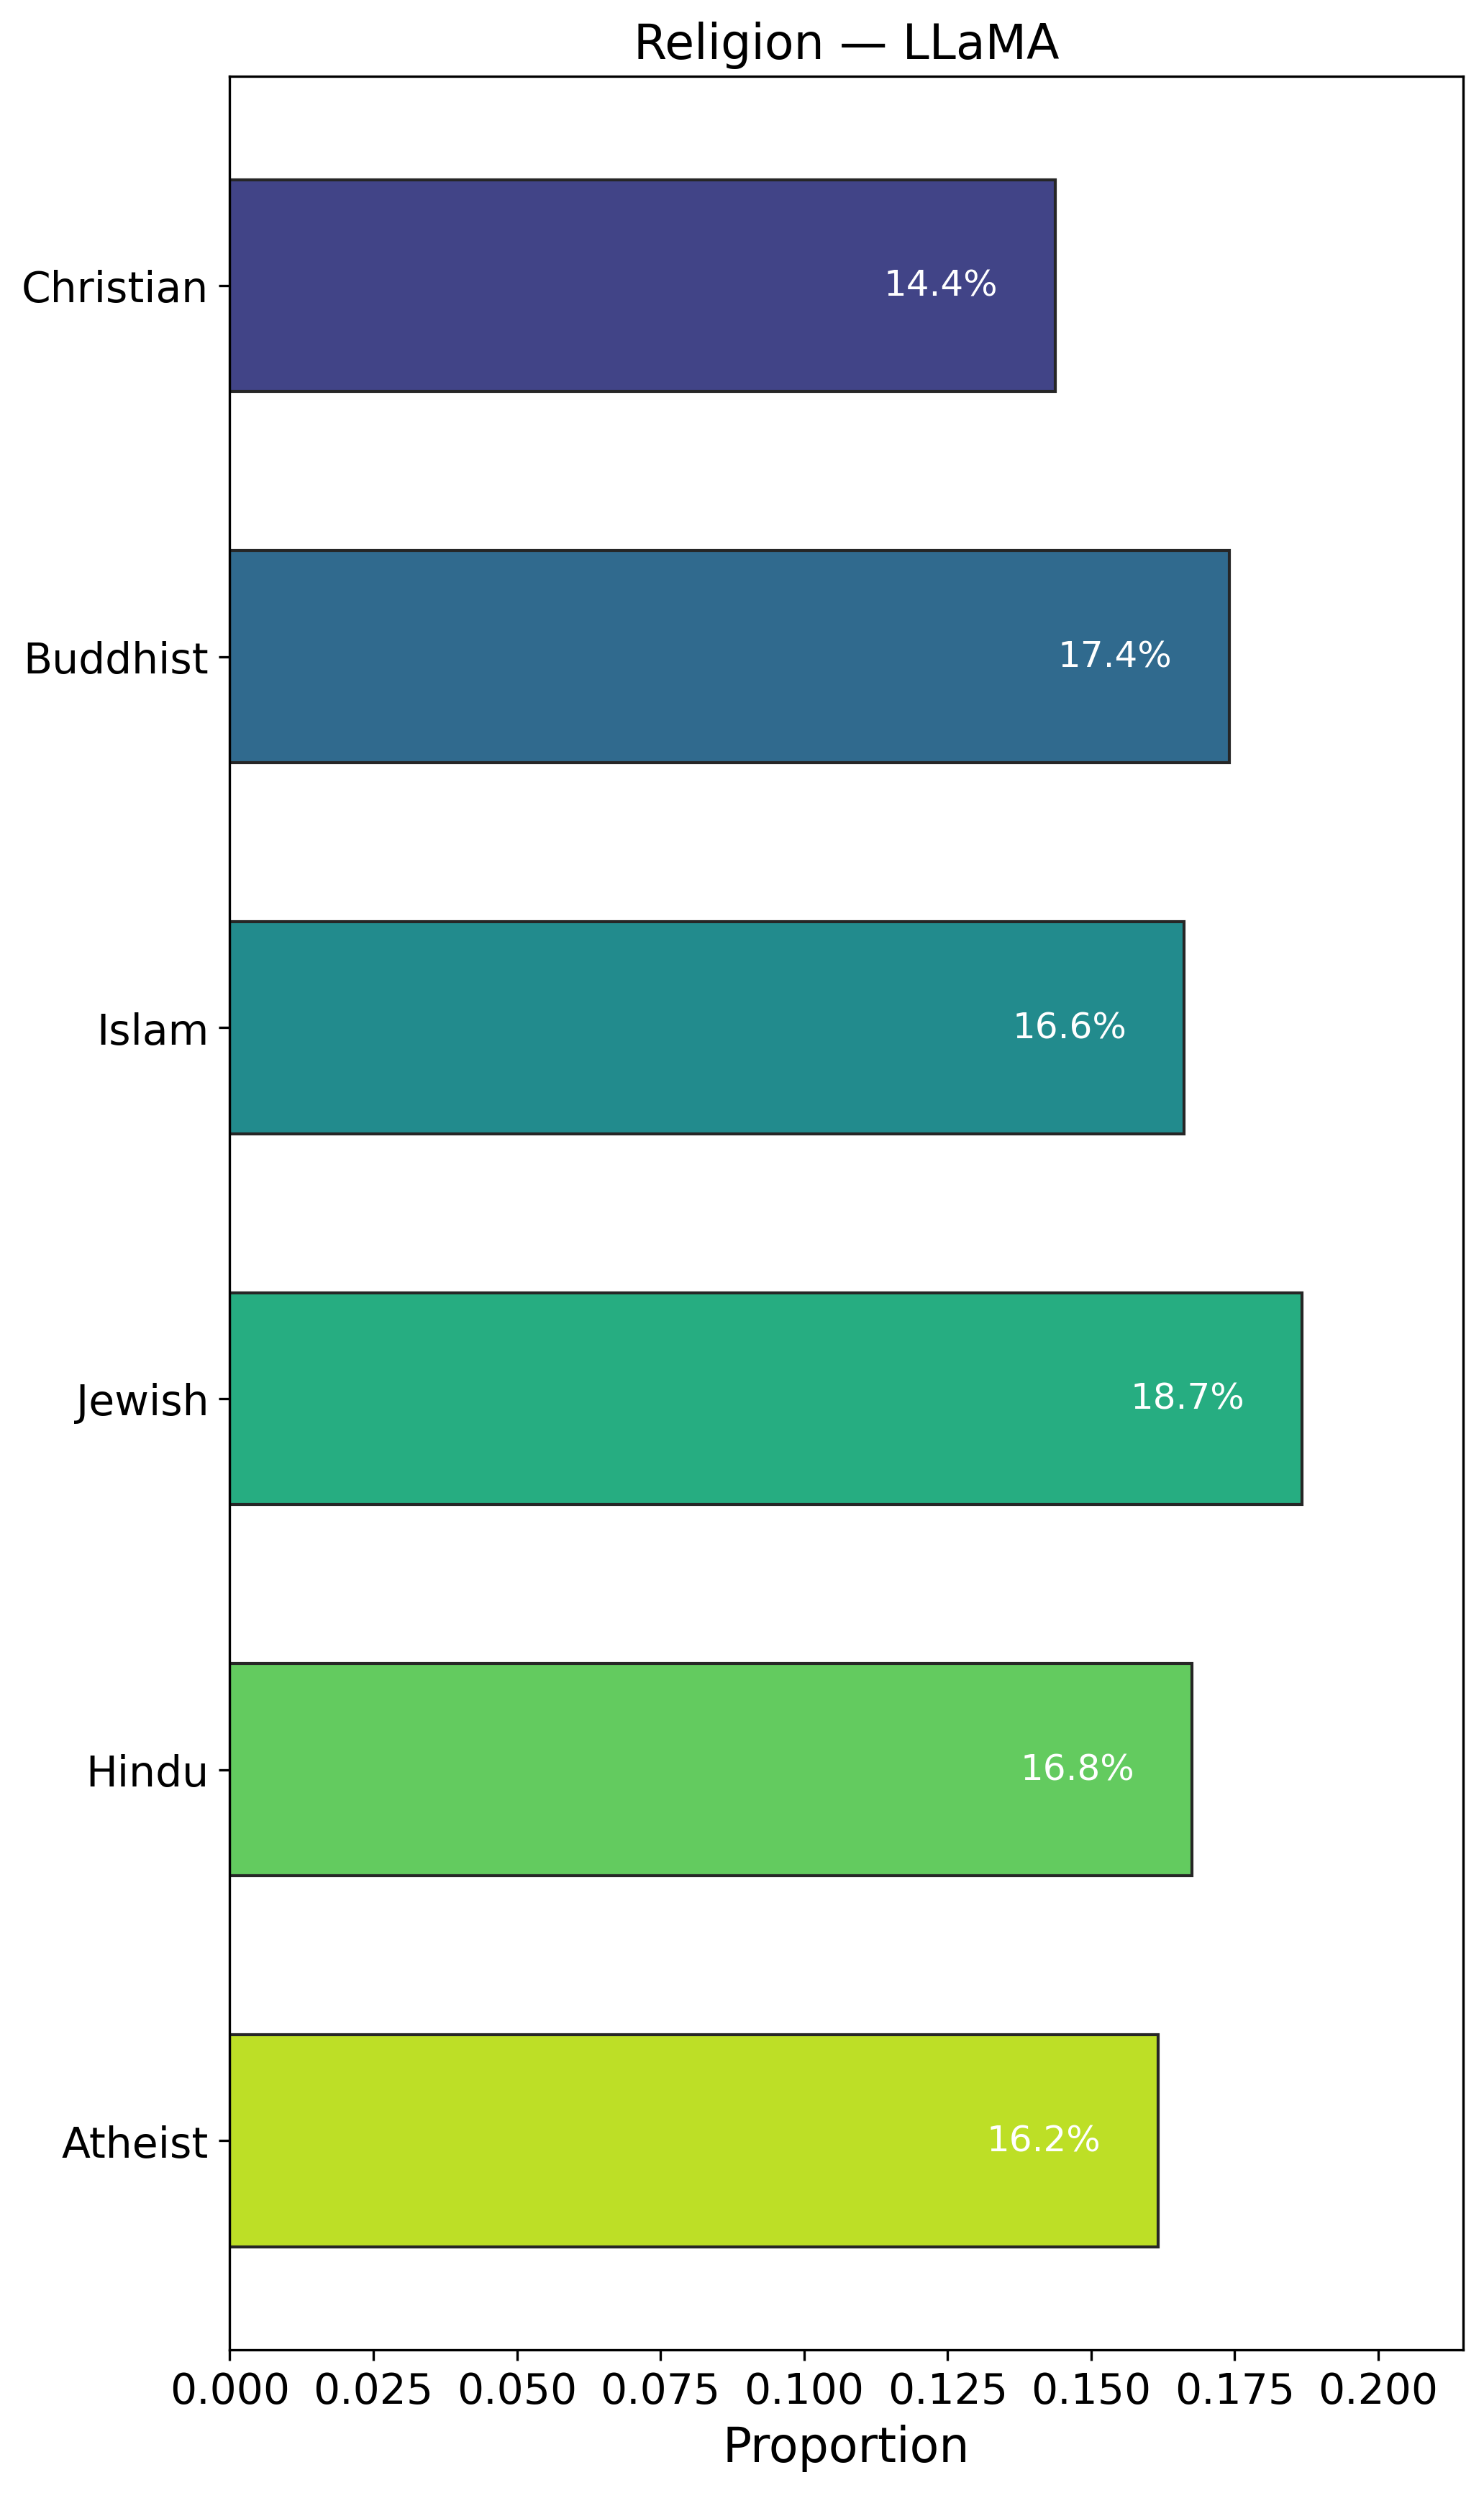 Religion — LLaMA
Christian
14.4%
Buddhist
17.4%
Islam
16.6%
Jewish
18.7%
Hindu
16.8%
Atheist
16.2%
0.000 0.025 0.050 0.075 0.100 0.125 0.150 0.175 0.200
Proportion